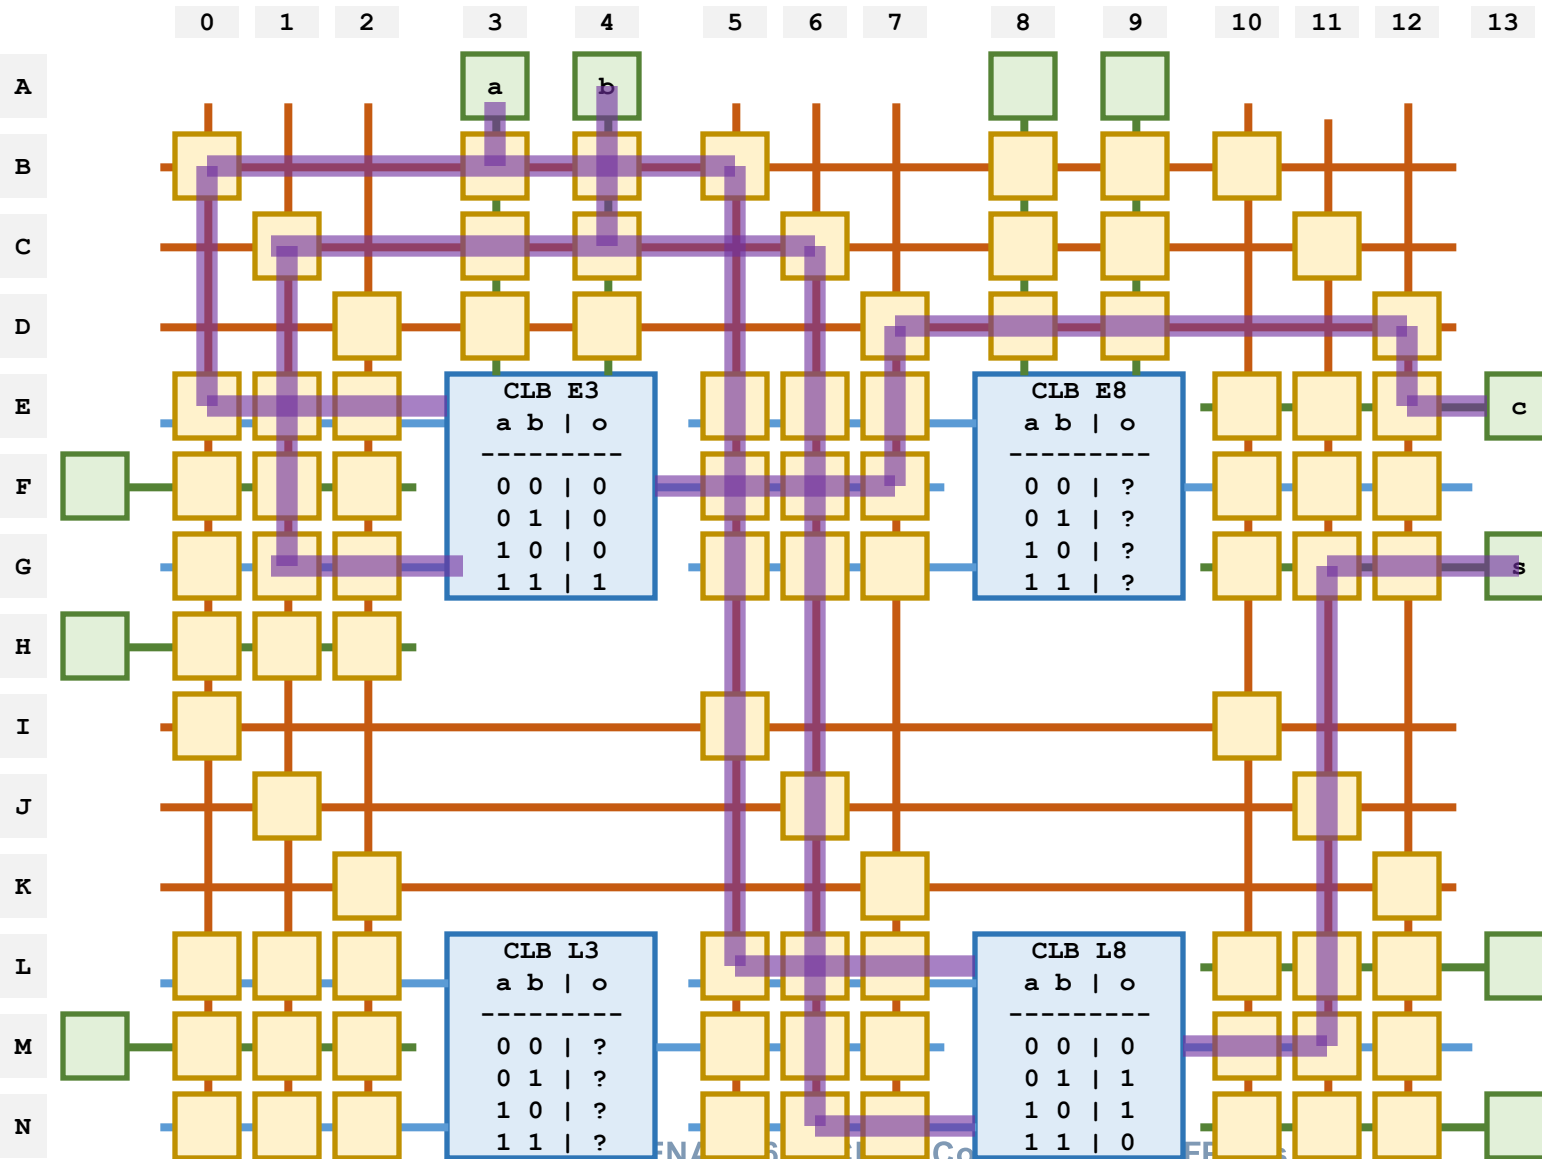 0 1 2 3 4 5 6 7 8 9 10 11 12 13
A a b
B
C
D
E CLB E3 CLB E8 c
a b | o a b | o
--------- ---------
F 0 0 | 0 0 0 | ?
0 1 | 0 0 1 | ?
G 1 0 | 0 1 0 | ? s
1 1 | 1 1 1 | ?
H
I
J
K
L CLB L3 CLB L8
a b | o a b | o
--------- ---------
M 0 0 | ? 0 0 | 0
0 1 | ? 0 1 | 1
N 1 0 | ? 1 0 | 1
1 1 | ? 1 1 | 0